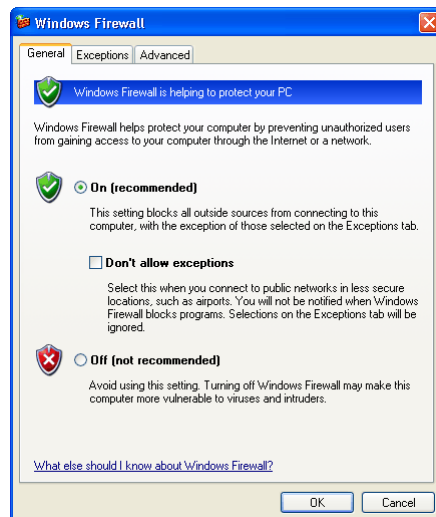 Windows Firewall
General Exceptions Advanced
Windows Firewall is helping to protect your PC
Windows Firewall helps protect your computer by preventing unauthorized users
from gaining access to your computer through the Internet or a network.
On (recommended)
This setting blocks all outside sources from connecting to this
computer, with the exception of those selected on the Exceptions tab.
Don't allow exceptions
Select this when you connect to public networks in less secure
locations, such as airports. You will not be notified when Windows
Firewall blocks programs. Selections on the Exceptions tab will be
ignored.
Off (not recommended)
Avoid using this setting. Turning off Windows Firewall may make this
computer more vulnerable to viruses and intruders.
What else should I know about Windows Firewall?
OK Cancel